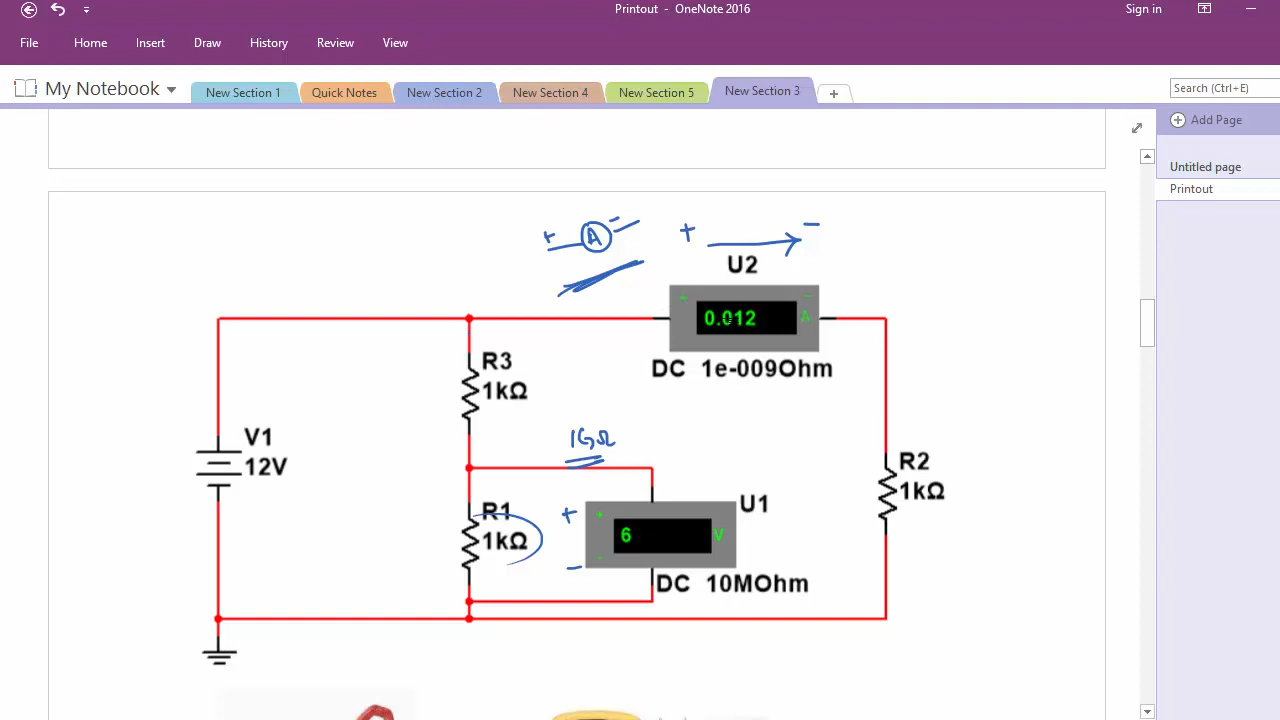 Printout - OneNote 2016
Sign in
File Home Insert Draw History Review View
My Notebook
New Section 1 Quick Notes New Section 2 New Section 4 New Section 5 New Section 3 +
Search (Ctrl+E)
Add Page
Untitled page
Printout
+ A -
+ -
U2
+ -
0.012 A
DC 1e-009Ohm
R3
1kΩ
1GΩ
V1
12V
R2
1kΩ
R1
1kΩ
U1
+ +
6 V
- -
DC 10MOhm